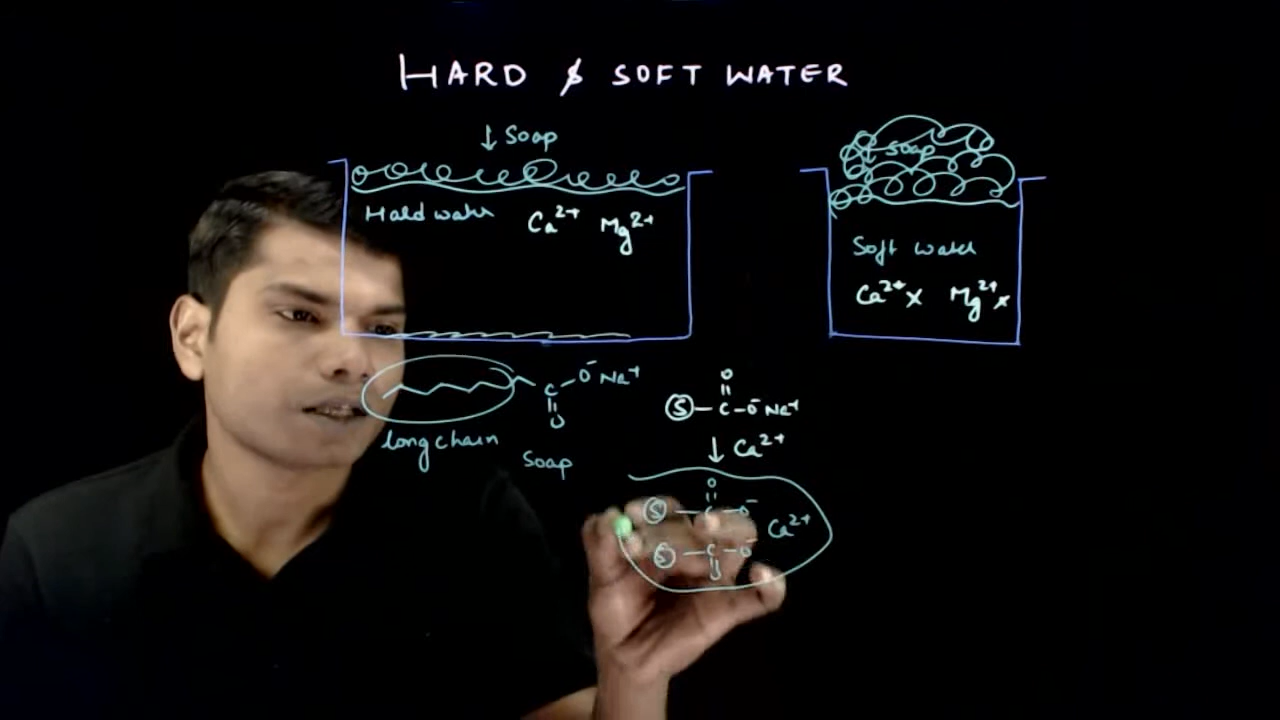 HARD & SOFT WATER
↓ Soap
Hard water Ca²⁺ Mg²⁺
↓ Soap
Soft water
Ca²⁺ x Mg²⁺ x
C – O⁻ Na⁺
||
O
long chain
Soap
O
||
Ⓢ – C – O⁻ Na⁺
↓ Ca²⁺
O
||
Ⓢ – C – O⁻
Ca²⁺
Ⓢ – C – O⁻
||
O